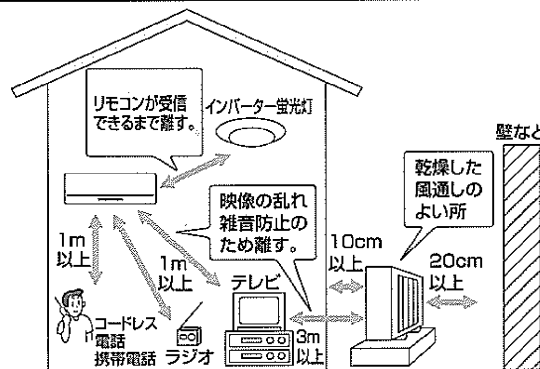 リモコンが受信
できるまで離す。
インバーター蛍光灯
壁など
乾燥した
風通しの
よい所
映像の乱れ
雑音防止の
ため離す。
1m
以上
1m
以上
10cm
以上
20cm
以上
テレビ
3m
以上
コードレス
電話
携帯電話
ラジオ